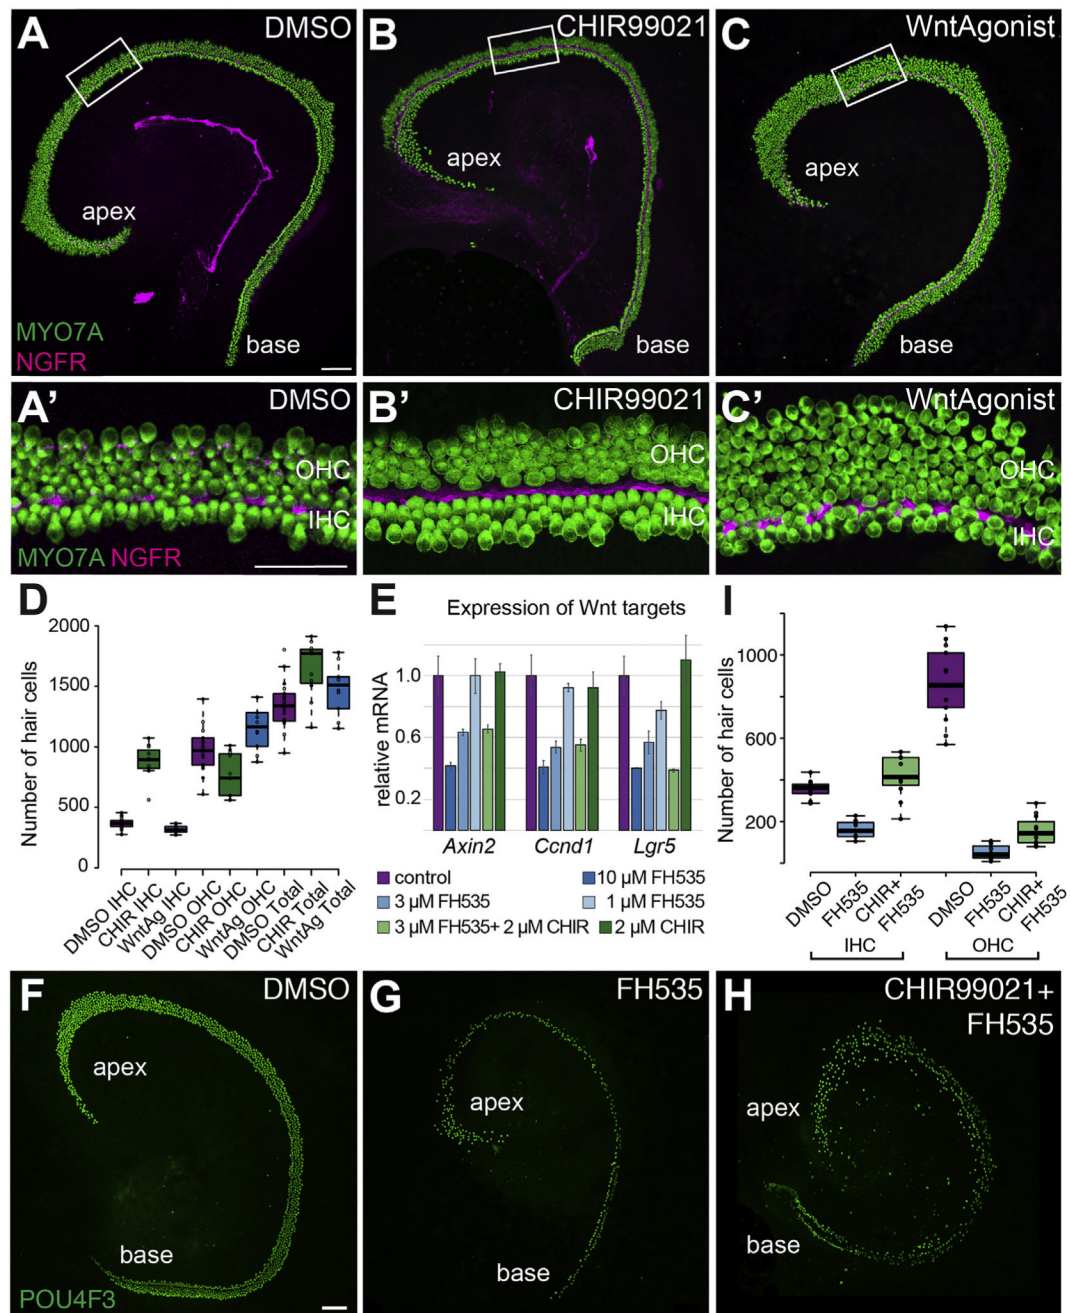 A DMSO
apex
base
MYO7A
NGFR
B CHIR99021
apex
base
C WntAgonist
apex
base
A' DMSO
OHC
IHC
MYO7A NGFR
B' CHIR99021
OHC
IHC
C' WntAgonist
OHC
IHC
D
Number of hair cells
2000
1500
1000
500
0
DMSO IHC
CHIR IHC
WntAg IHC
DMSO OHC
CHIR OHC
WntAg OHC
DMSO Total
CHIR Total
WntAg Total
E
Expression of Wnt targets
relative mRNA
1.0
0.6
0.2
Axin2 Ccnd1 Lgr5
control
10 µM FH535
3 µM FH535
1 µM FH535
3 µM FH535+ 2 µM CHIR
2 µM CHIR
I
Number of hair cells
1000
600
200
DMSO
FH535
CHIR+
FH535
DMSO
FH535
CHIR+
FH535
IHC OHC
F DMSO
apex
base
POU4F3
G FH535
apex
base
H CHIR99021+
FH535
apex
base